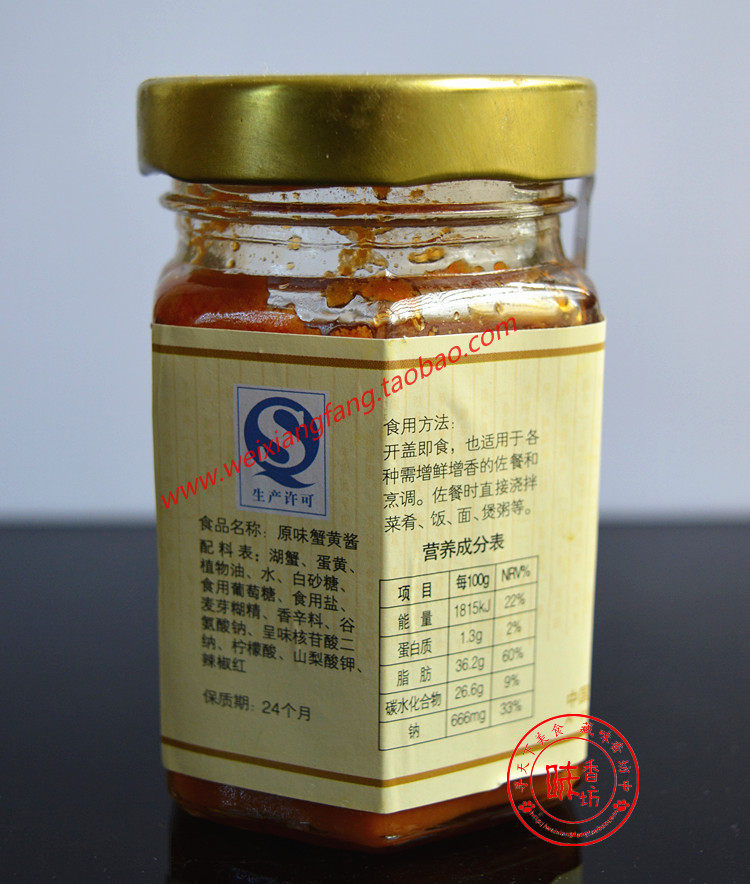 www.weixiangfang.taobao.com
QS
生产许可
食品名称：原味蟹黄酱
配料表：湖蟹、蛋黄、
植物油、水、白砂糖、
食用葡萄糖、食用盐、
麦芽糊精、香辛料、谷
氨酸钠、呈味核苷酸二
钠、柠檬酸、山梨酸钾、
辣椒红
保质期：24个月
食用方法：
开盖即食，也适用于各
种需增鲜增香的佐餐和
烹调。佐餐时直接浇拌
菜肴、饭、面、煲粥等。
营养成分表
项目 每100g NRV%
能量 1815kJ 22%
蛋白质 1.3g 2%
脂肪 36.2g 60%
碳水化合物 26.6g 9%
钠 666mg 33%
中国
味香坊